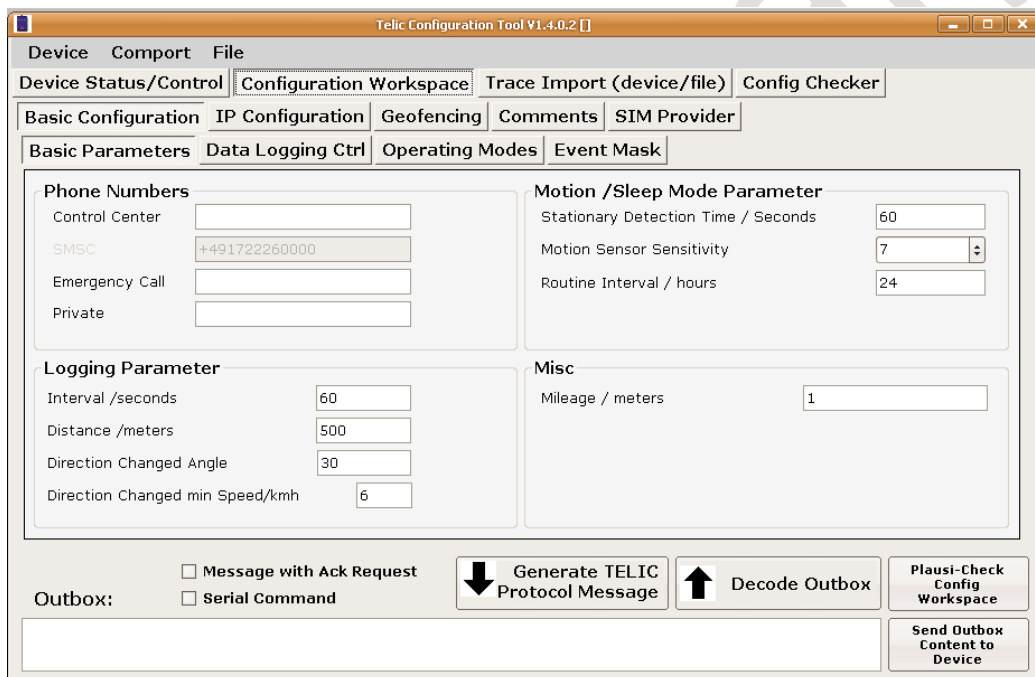 Telic Configuration Tool V1.4.0.2 []
Device Comport File
Device Status/Control Configuration Workspace Trace Import (device/file) Config Checker
Basic Configuration IP Configuration Geofencing Comments SIM Provider
Basic Parameters Data Logging Ctrl Operating Modes Event Mask
Phone Numbers
Control Center
SMSC +491722260000
Emergency Call
Private
Motion /Sleep Mode Parameter
Stationary Detection Time / Seconds 60
Motion Sensor Sensitivity 7
Routine Interval / hours 24
Logging Parameter
Interval /seconds 60
Distance /meters 500
Direction Changed Angle 30
Direction Changed min Speed/kmh 6
Misc
Mileage / meters 1
Outbox:
Message with Ack Request
Serial Command
Generate TELIC
Protocol Message
Decode Outbox
Plausi-Check
Config
Workspace
Send Outbox
Content to
Device